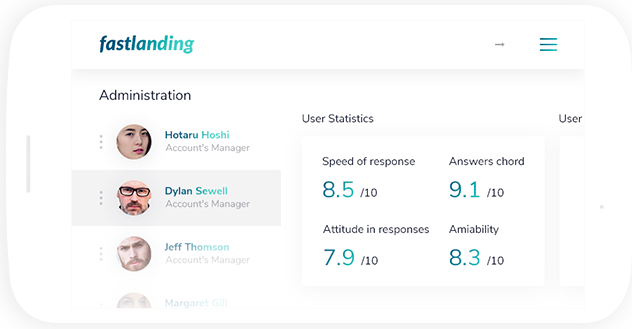 fastlanding
Administration
Hotaru Hoshi
Account's Manager
Dylan Sewell
Account's Manager
Jeff Thomson
Account's Manager
Margaret Gill
User Statistics
Speed of response
8.5 /10
Answers chord
9.1 /10
Attitude in responses
7.9 /10
Amiability
8.3 /10
User